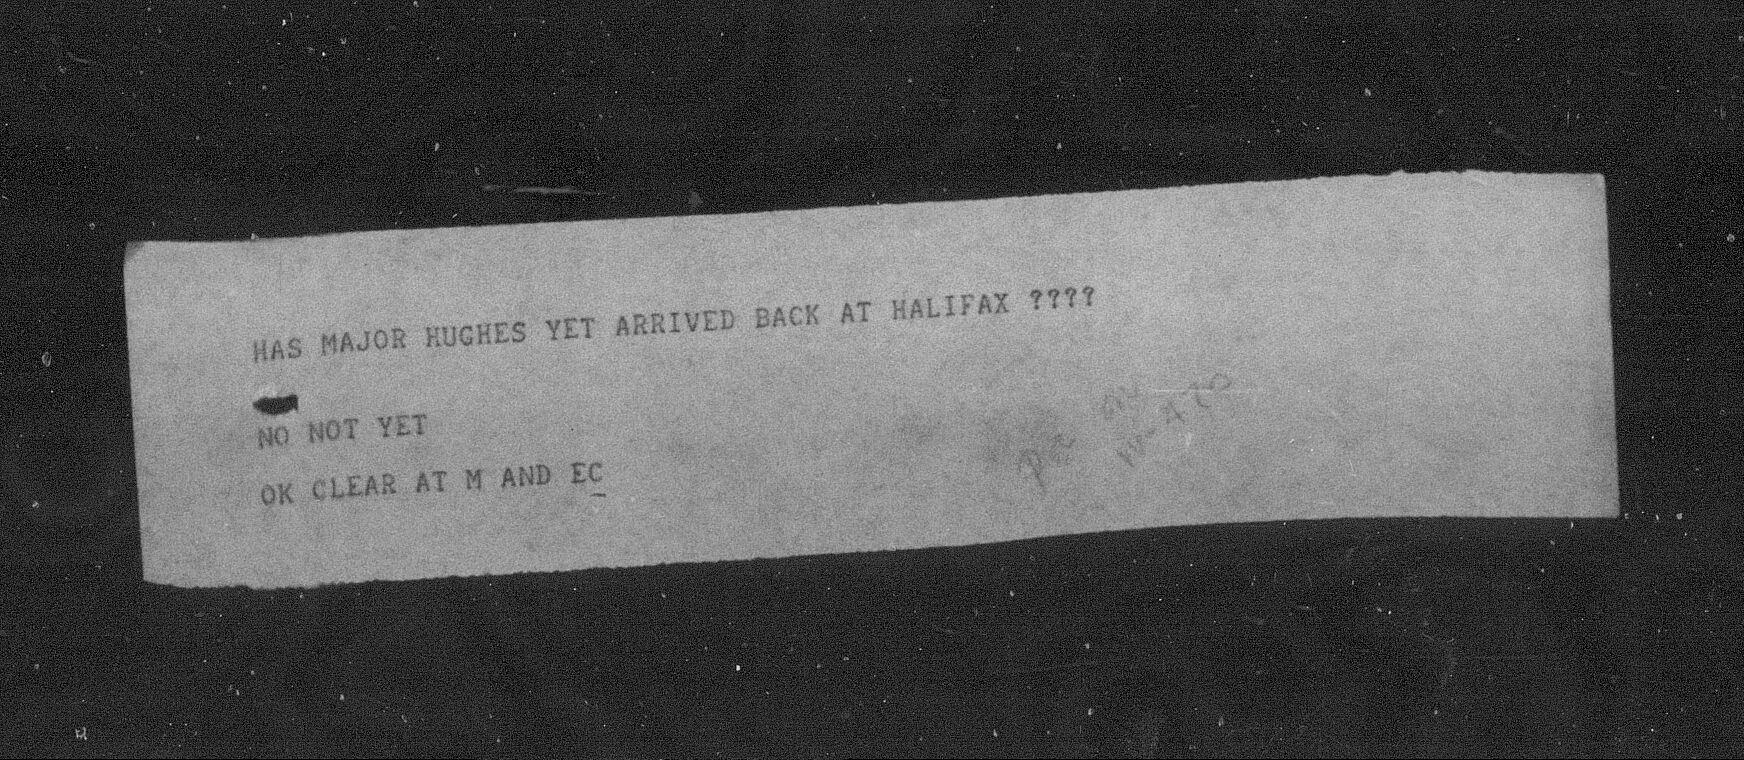 HAS MAJOR HUGHES YET ARRIVED BACK AT HALIFAX ????
NO NOT YET
OK CLEAR AT M AND EC